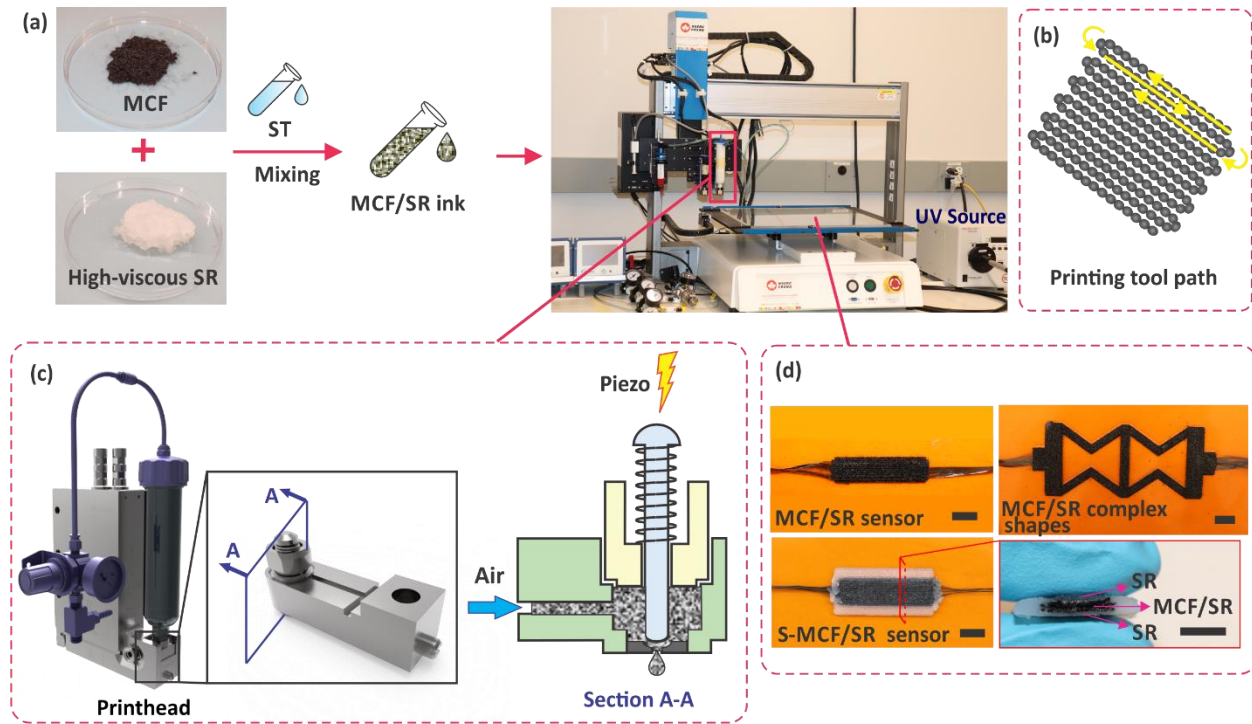 (a)
MCF
+
High-viscous SR
ST
Mixing
MCF/SR ink
UV Source
(b)
Printing tool path
(c)
A
A
Printhead
Air
Piezo
Section A-A
(d)
MCF/SR sensor
MCF/SR complex
shapes
S-MCF/SR sensor
SR
MCF/SR
SR